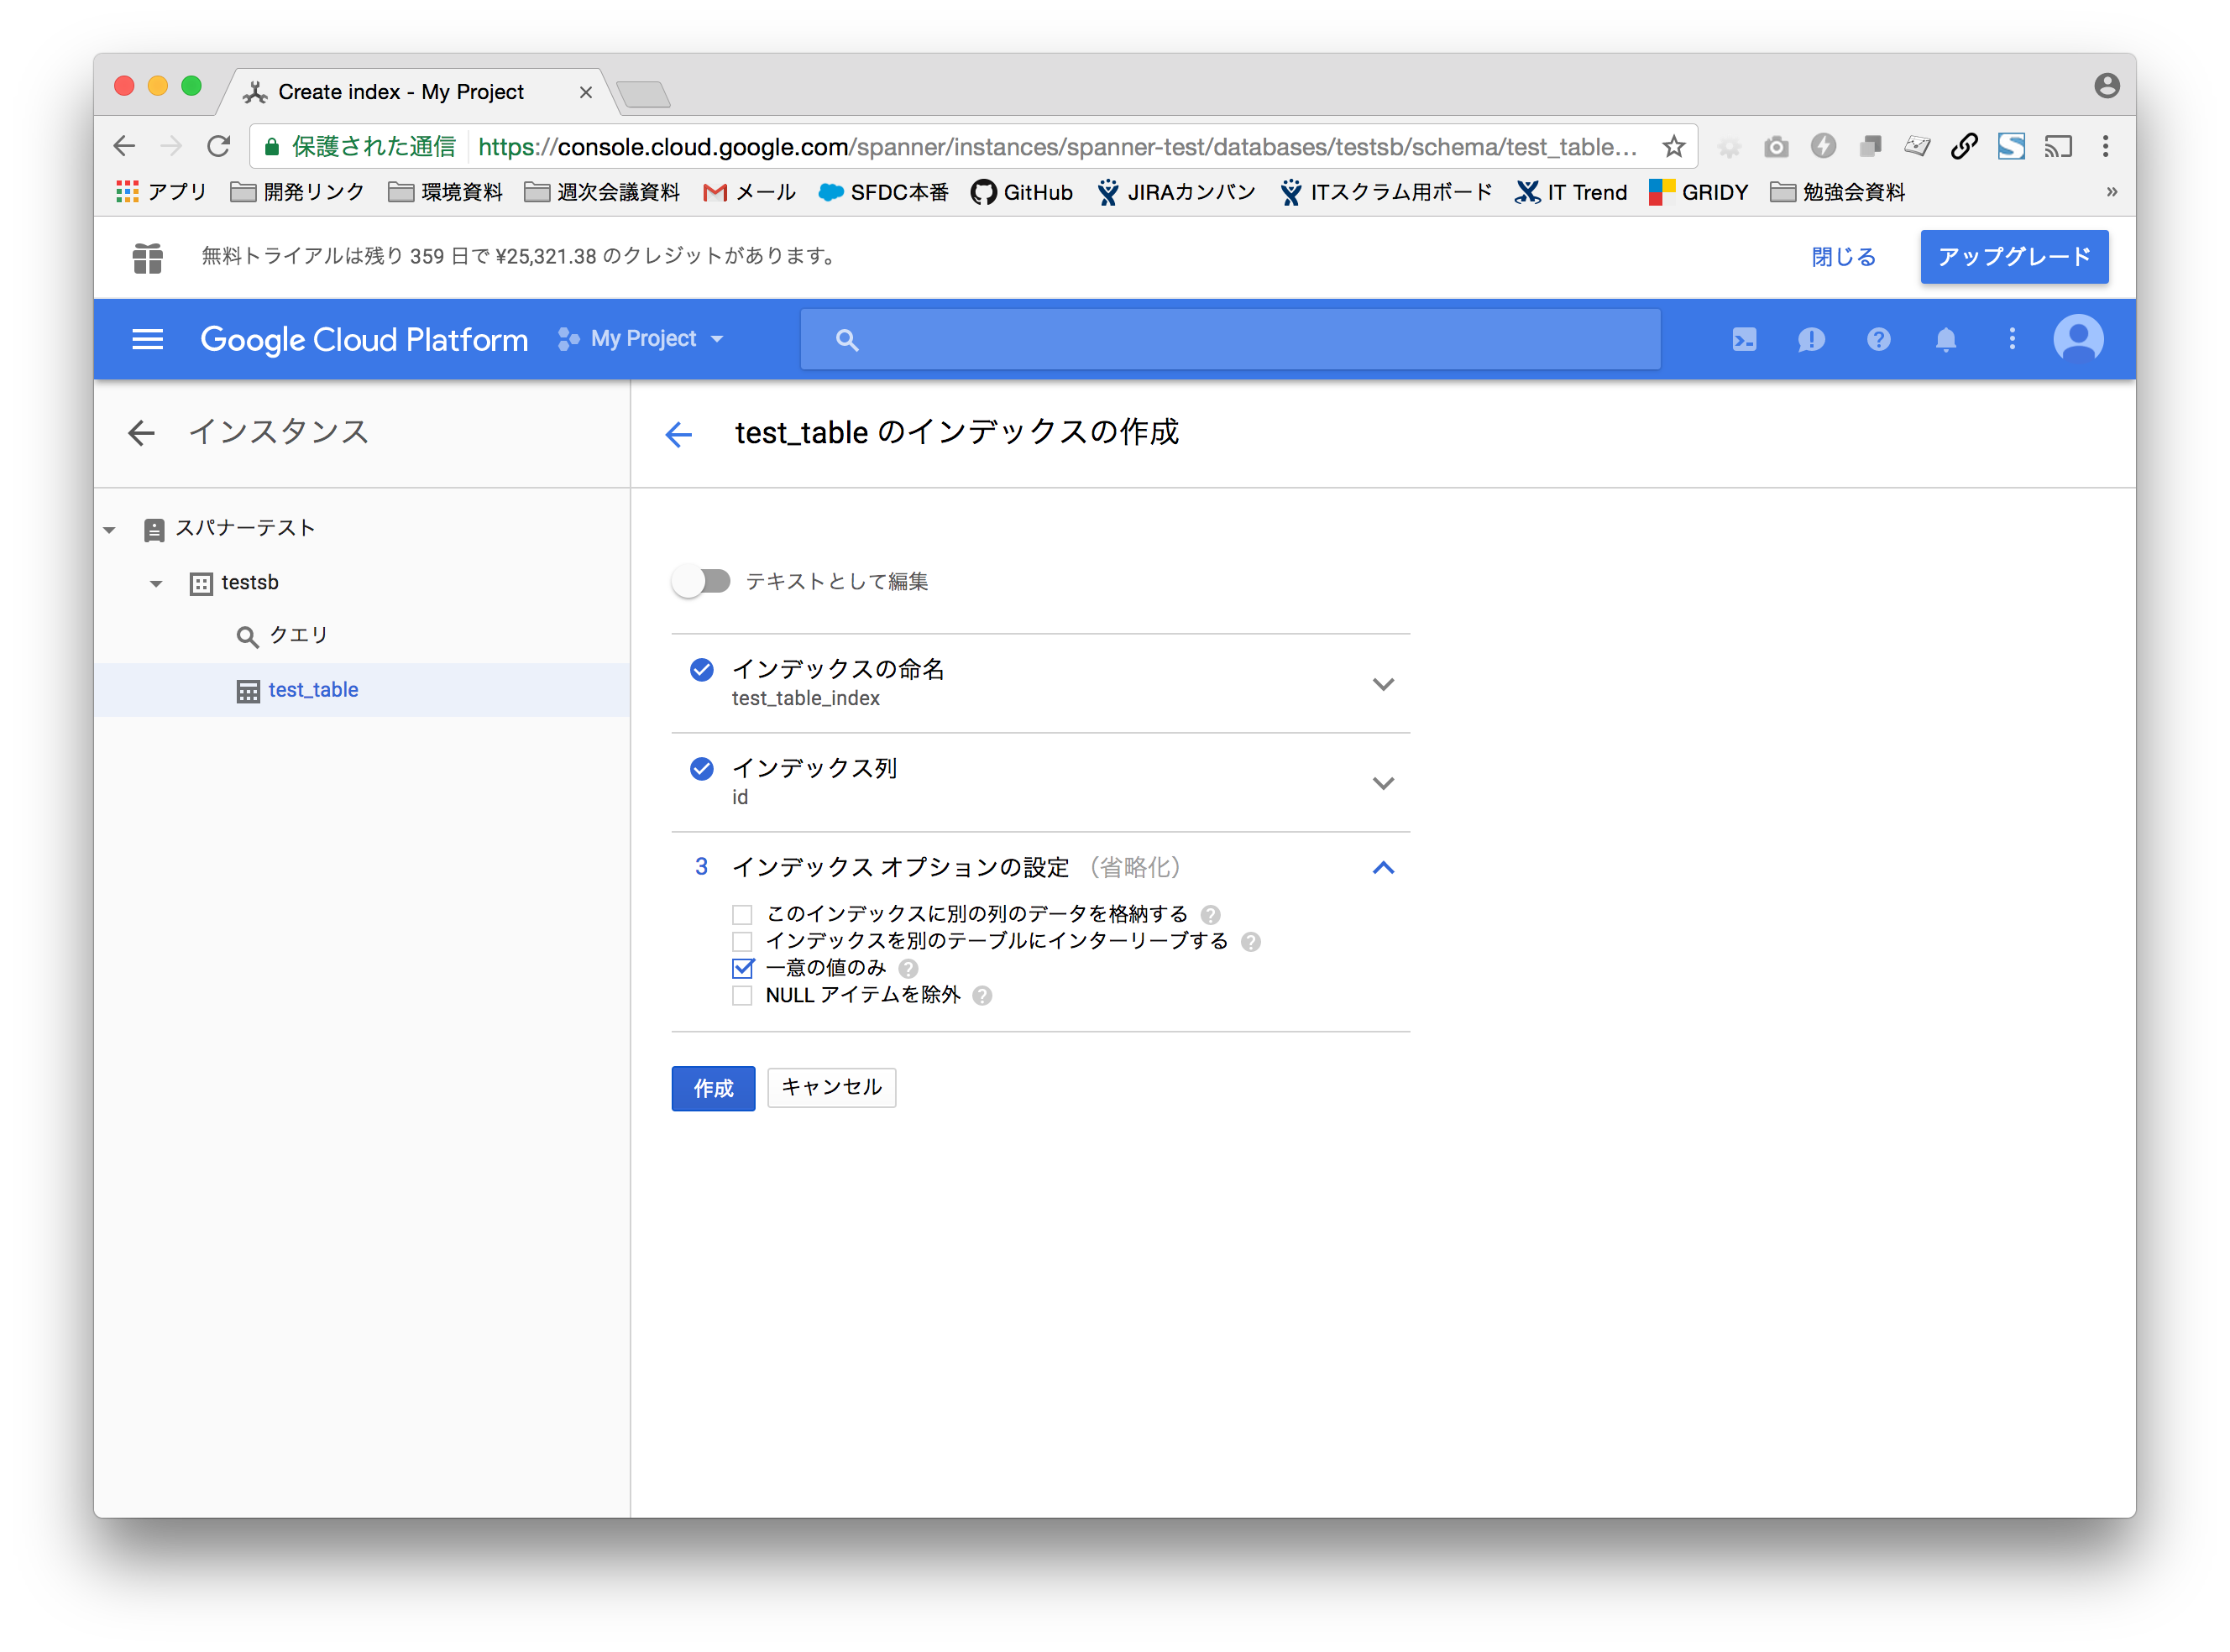 Create index - My Project
保護された通信 https://console.cloud.google.com/spanner/instances/spanner-test/databases/testsb/schema/test_table...
アプリ 開発リンク 環境資料 週次会議資料 メール SFDC本番 GitHub JIRAカンバン ITスクラム用ボード IT Trend GRIDY 勉強会資料 »
無料トライアルは残り 359 日で ¥25,321.38 のクレジットがあります。 閉じる アップグレード
Google Cloud Platform My Project
インスタンス
test_table のインデックスの作成
スパナーテスト
testsb
クエリ
test_table
テキストとして編集
インデックスの命名
test_table_index
インデックス列
id
3 インデックス オプションの設定 （省略化）
このインデックスに別の列のデータを格納する
インデックスを別のテーブルにインターリーブする
一意の値のみ
NULL アイテムを除外
作成 キャンセル